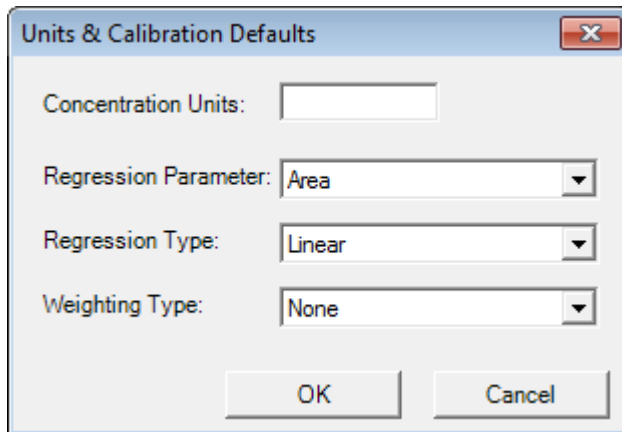 Units & Calibration Defaults
Concentration Units:
Regression Parameter: Area
Regression Type: Linear
Weighting Type: None
OK Cancel